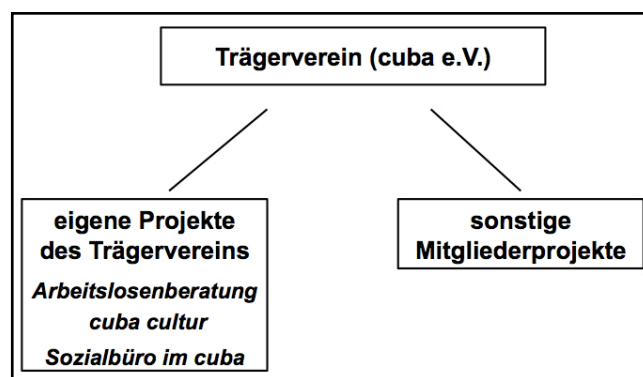 Trägerverein (cuba e.V.)
eigene Projekte
des Trägervereins
Arbeitslosenberatung
cuba cultur
Sozialbüro im cuba
sonstige
Mitgliederprojekte